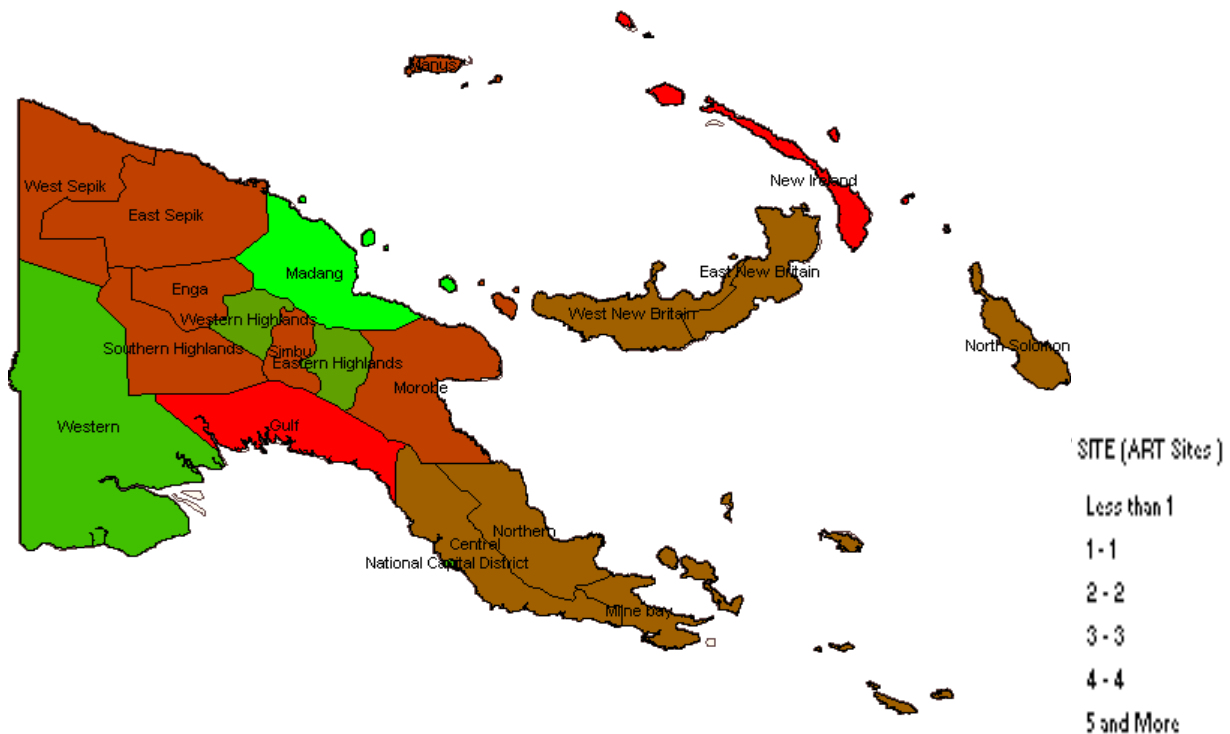 Manus
West Sepik
New Ireland
East Sepik
Madang
East New Britain
Enga
West New Britain
Western Highlands
Southern Highlands
Simbu
North Solomon
Eastern Highlands
Morobe
Western
Gulf
SITE (ART Sites )
Less than 1
Northern
Central
1 - 1
National Capital District
2 - 2
Milne bay
3 - 3
4 - 4
5 and More